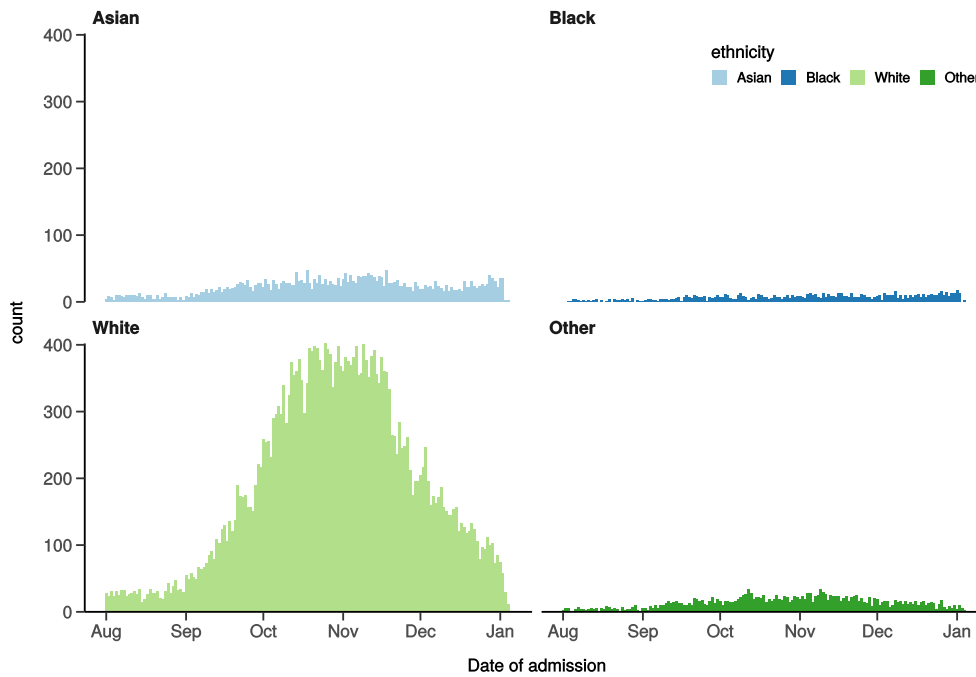 Asian Black
400
300
200
100
0
ethnicity
Asian Black White Othe
count
White Other
400
300
200
100
0
Aug Sep Oct Nov Dec Jan Aug Sep Oct Nov Dec Jan
Date of admission